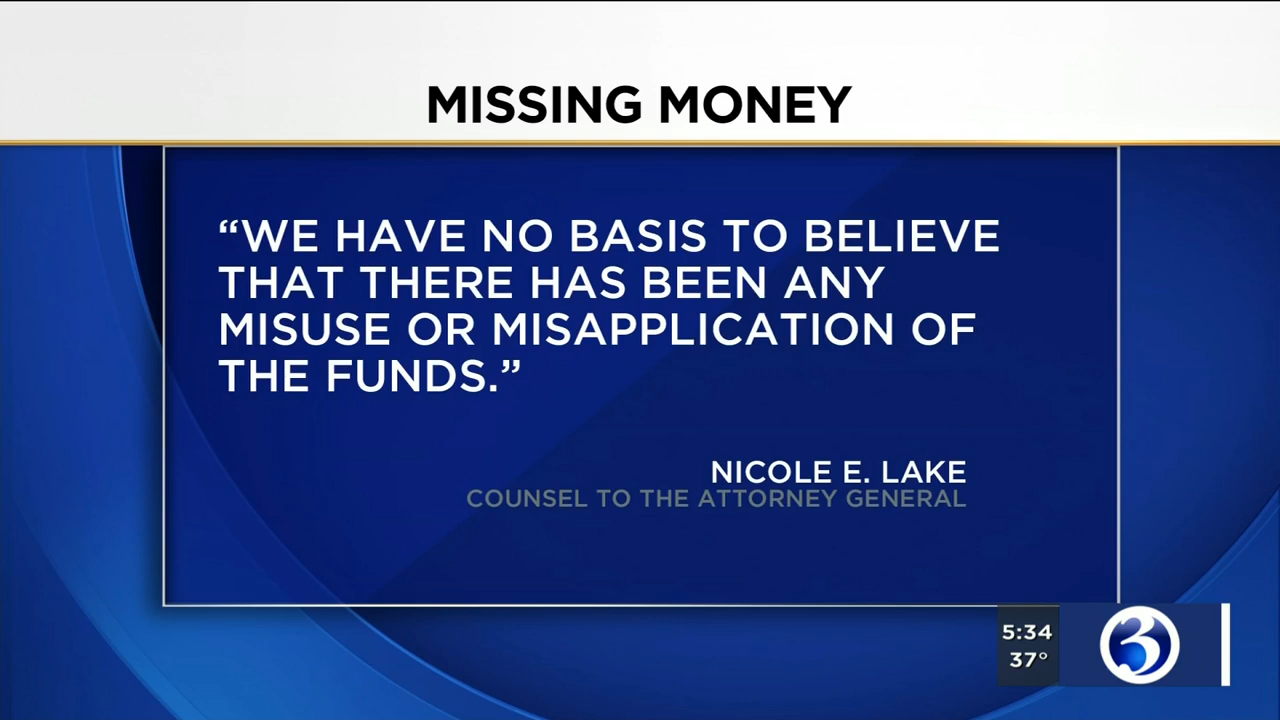 MISSING MONEY
“WE HAVE NO BASIS TO BELIEVE
THAT THERE HAS BEEN ANY
MISUSE OR MISAPPLICATION OF
THE FUNDS.”
NICOLE E. LAKE
COUNSEL TO THE ATTORNEY GENERAL
5:34
37°
3